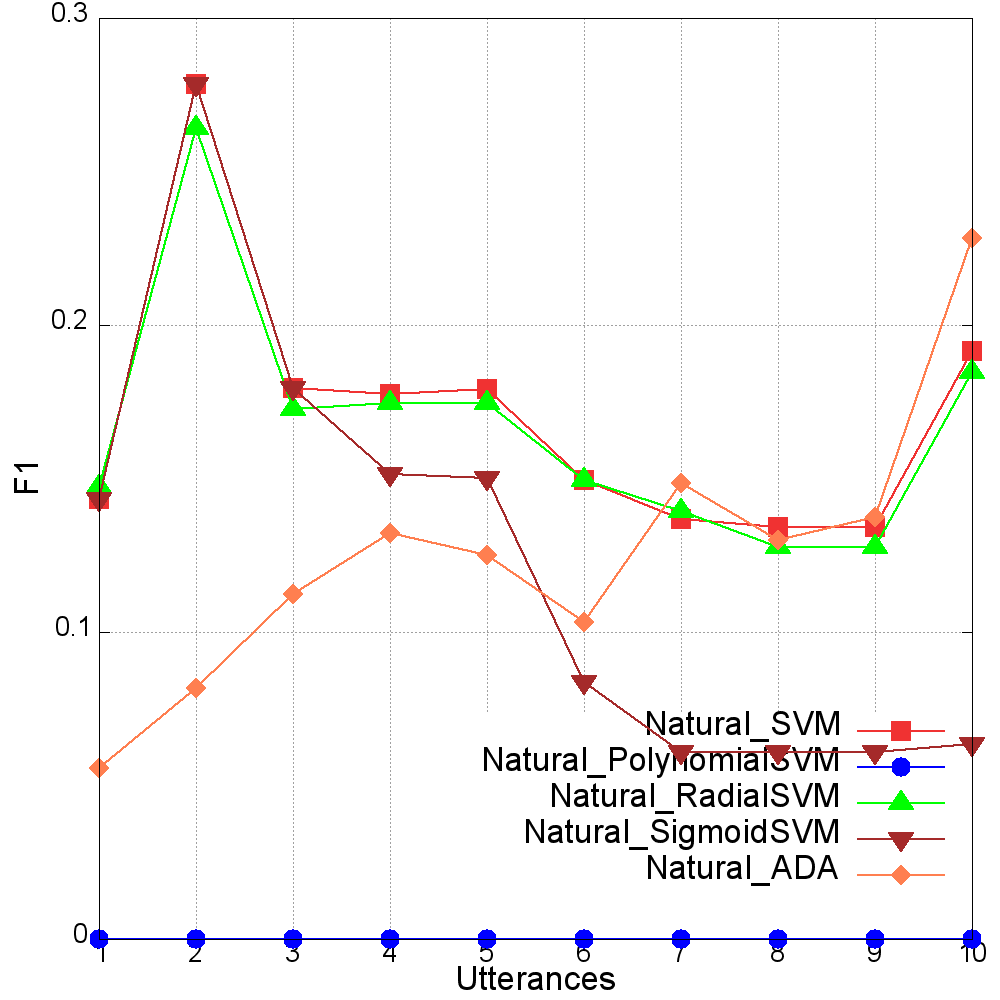 0.3
0.2
0.1
0
F1
1 2 3 4 5 6 7 8 9 10
Utterances
Natural_SVM
Natural_PolynomialSVM
Natural_RadialSVM
Natural_SigmoidSVM
Natural_ADA